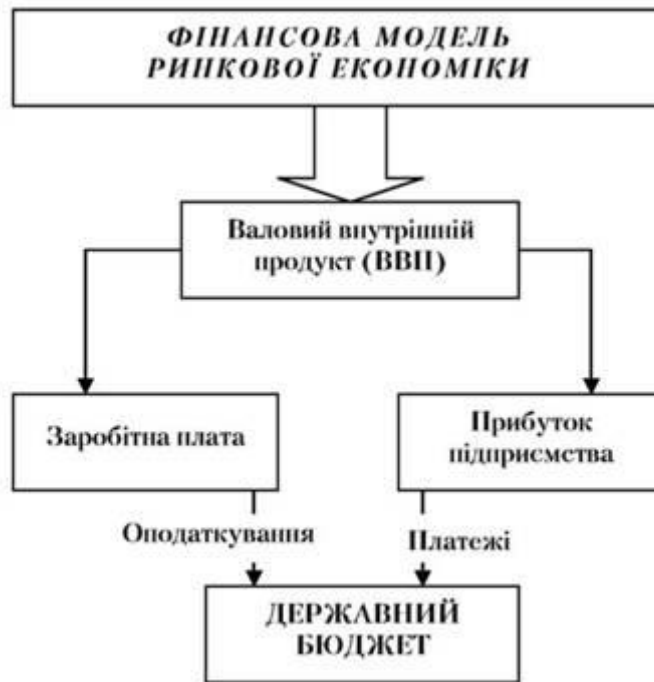 ФІНАНСОВА МОДЕЛЬ
РИНКОВОЇ ЕКОНОМІКИ
Валовий внутрішній
продукт (ВВП)
Заробітна плата
Прибуток
підприємства
Оподаткування
Платежі
ДЕРЖАВНИЙ
БЮДЖЕТ